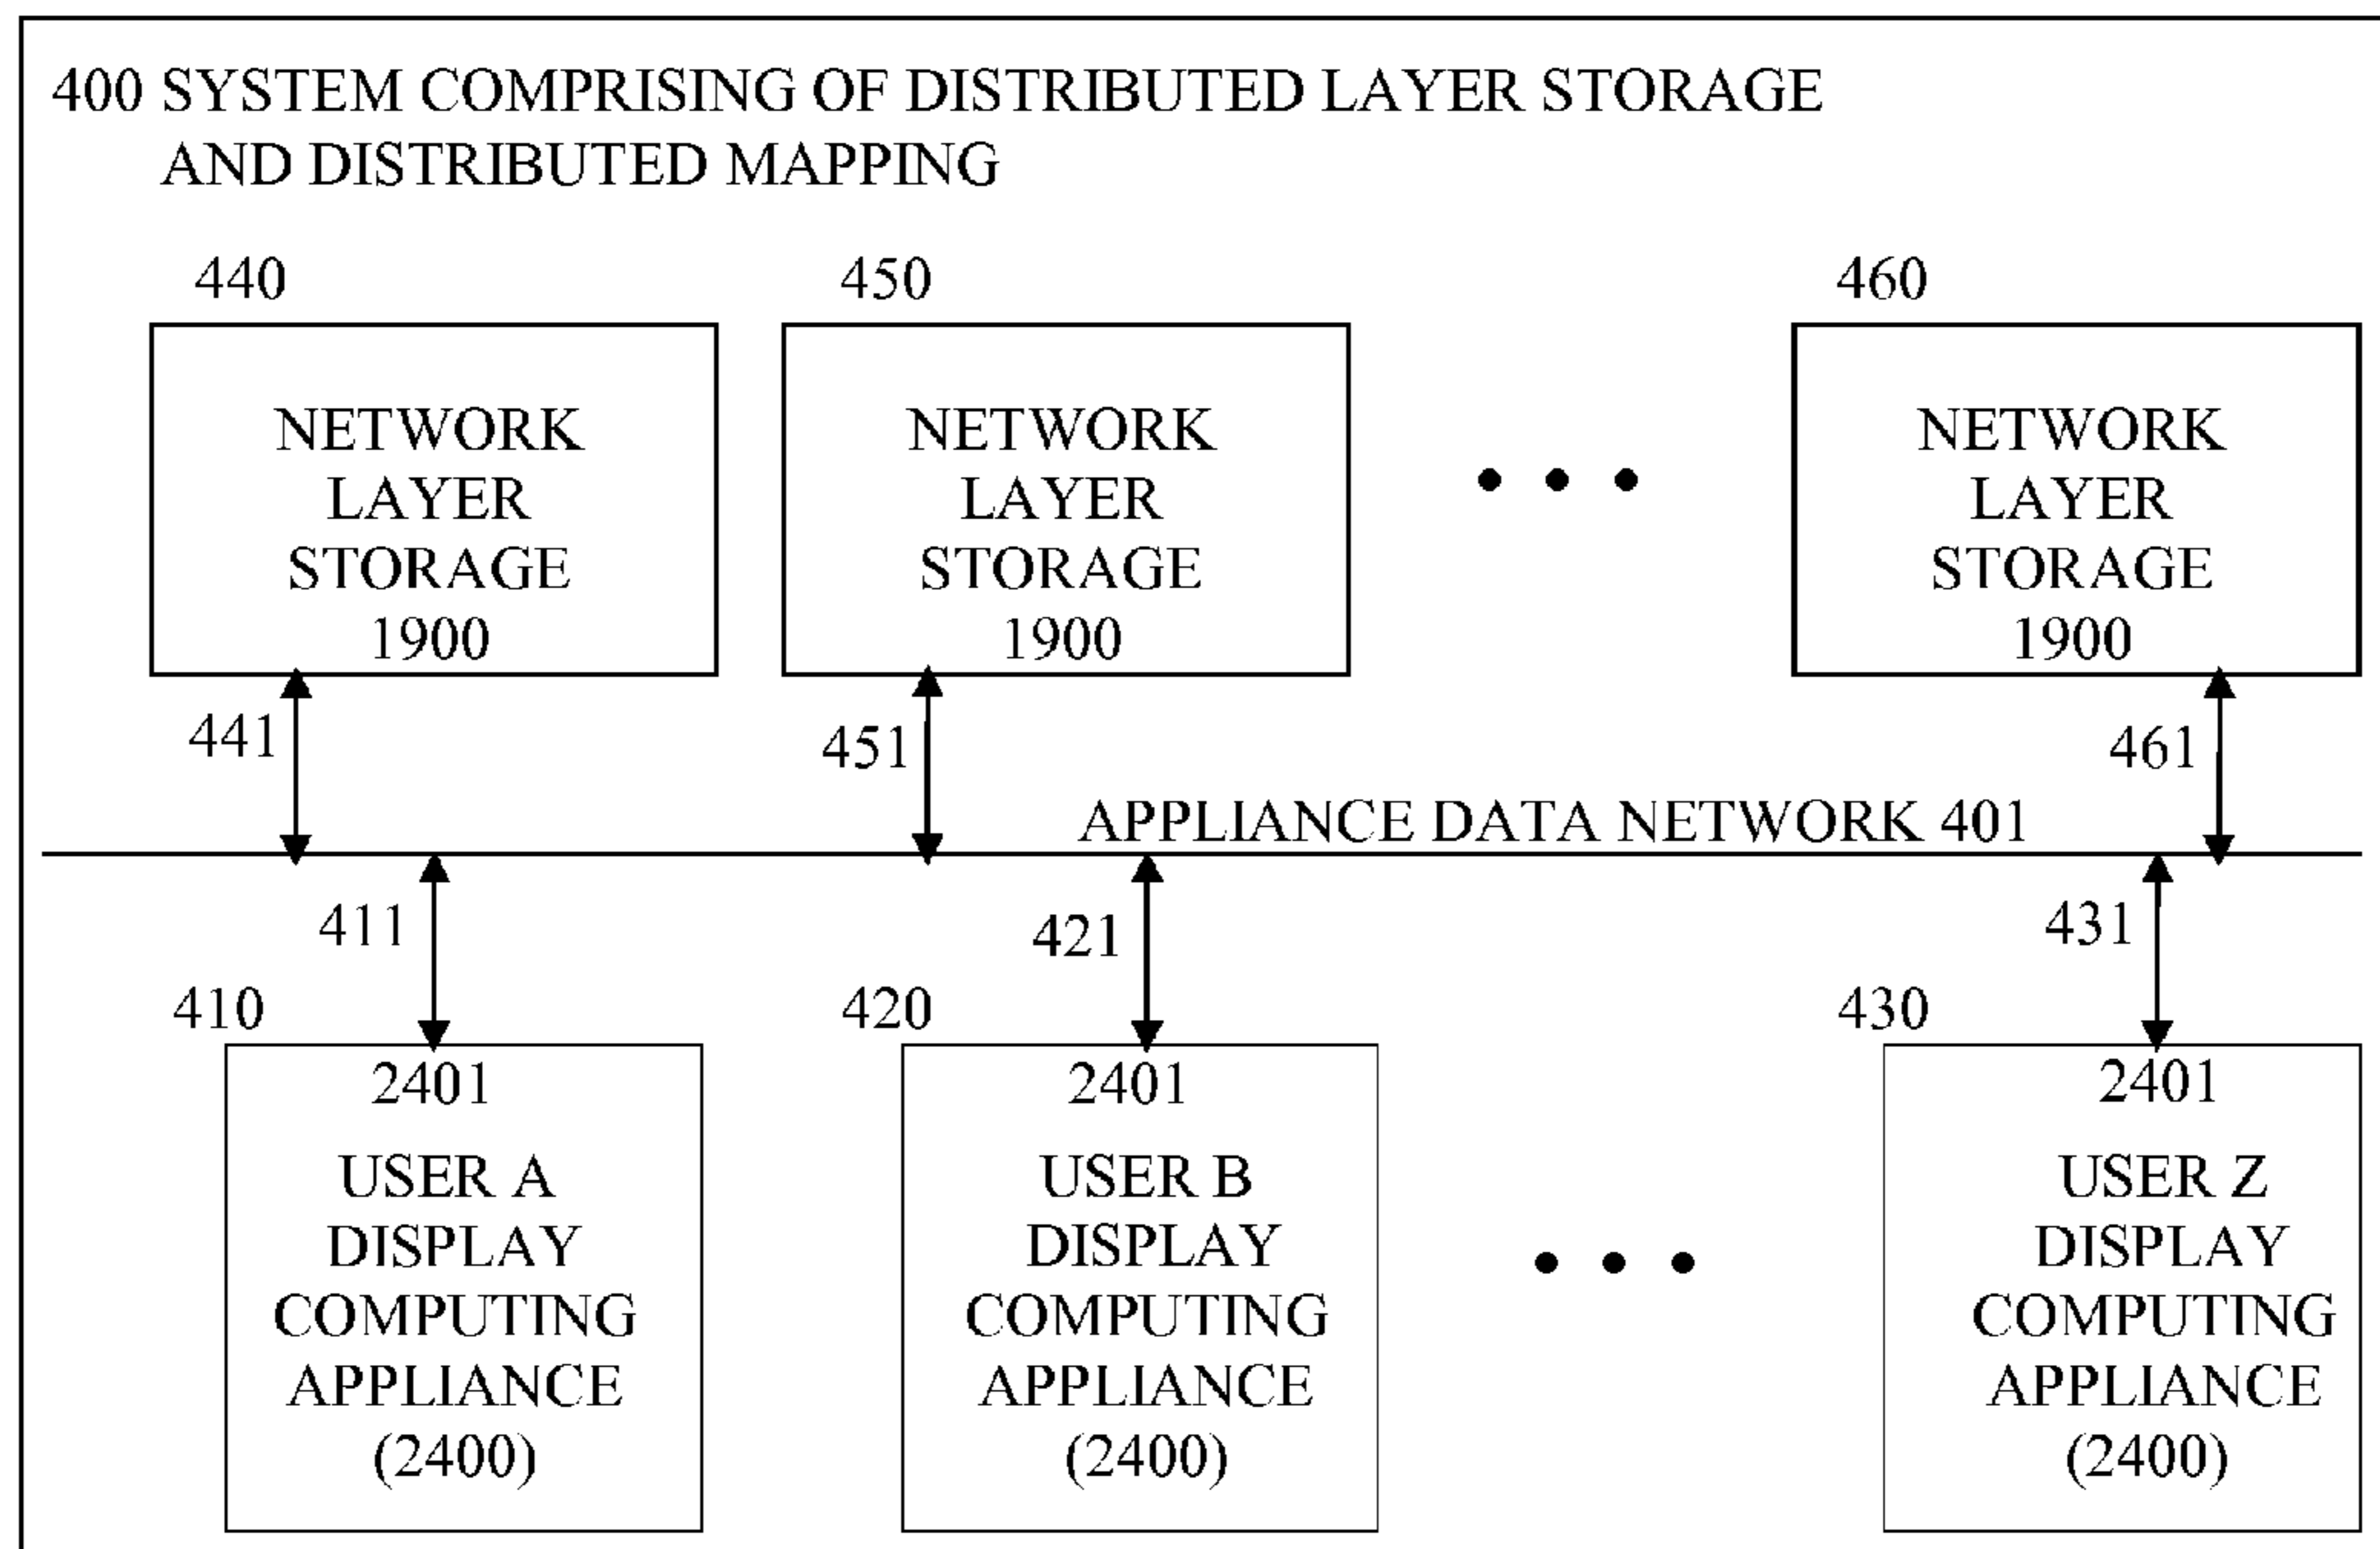 400 SYSTEM COMPRISING OF DISTRIBUTED LAYER STORAGE
AND DISTRIBUTED MAPPING
440
450
460
NETWORK
LAYER
STORAGE
1900
NETWORK
LAYER
STORAGE
1900
NETWORK
LAYER
STORAGE
1900
441
451
461
APPLIANCE DATA NETWORK 401
411
421
431
410
420
430
2401
USER A
DISPLAY
COMPUTING
APPLIANCE
(2400)
2401
USER B
DISPLAY
COMPUTING
APPLIANCE
(2400)
2401
USER Z
DISPLAY
COMPUTING
APPLIANCE
(2400)